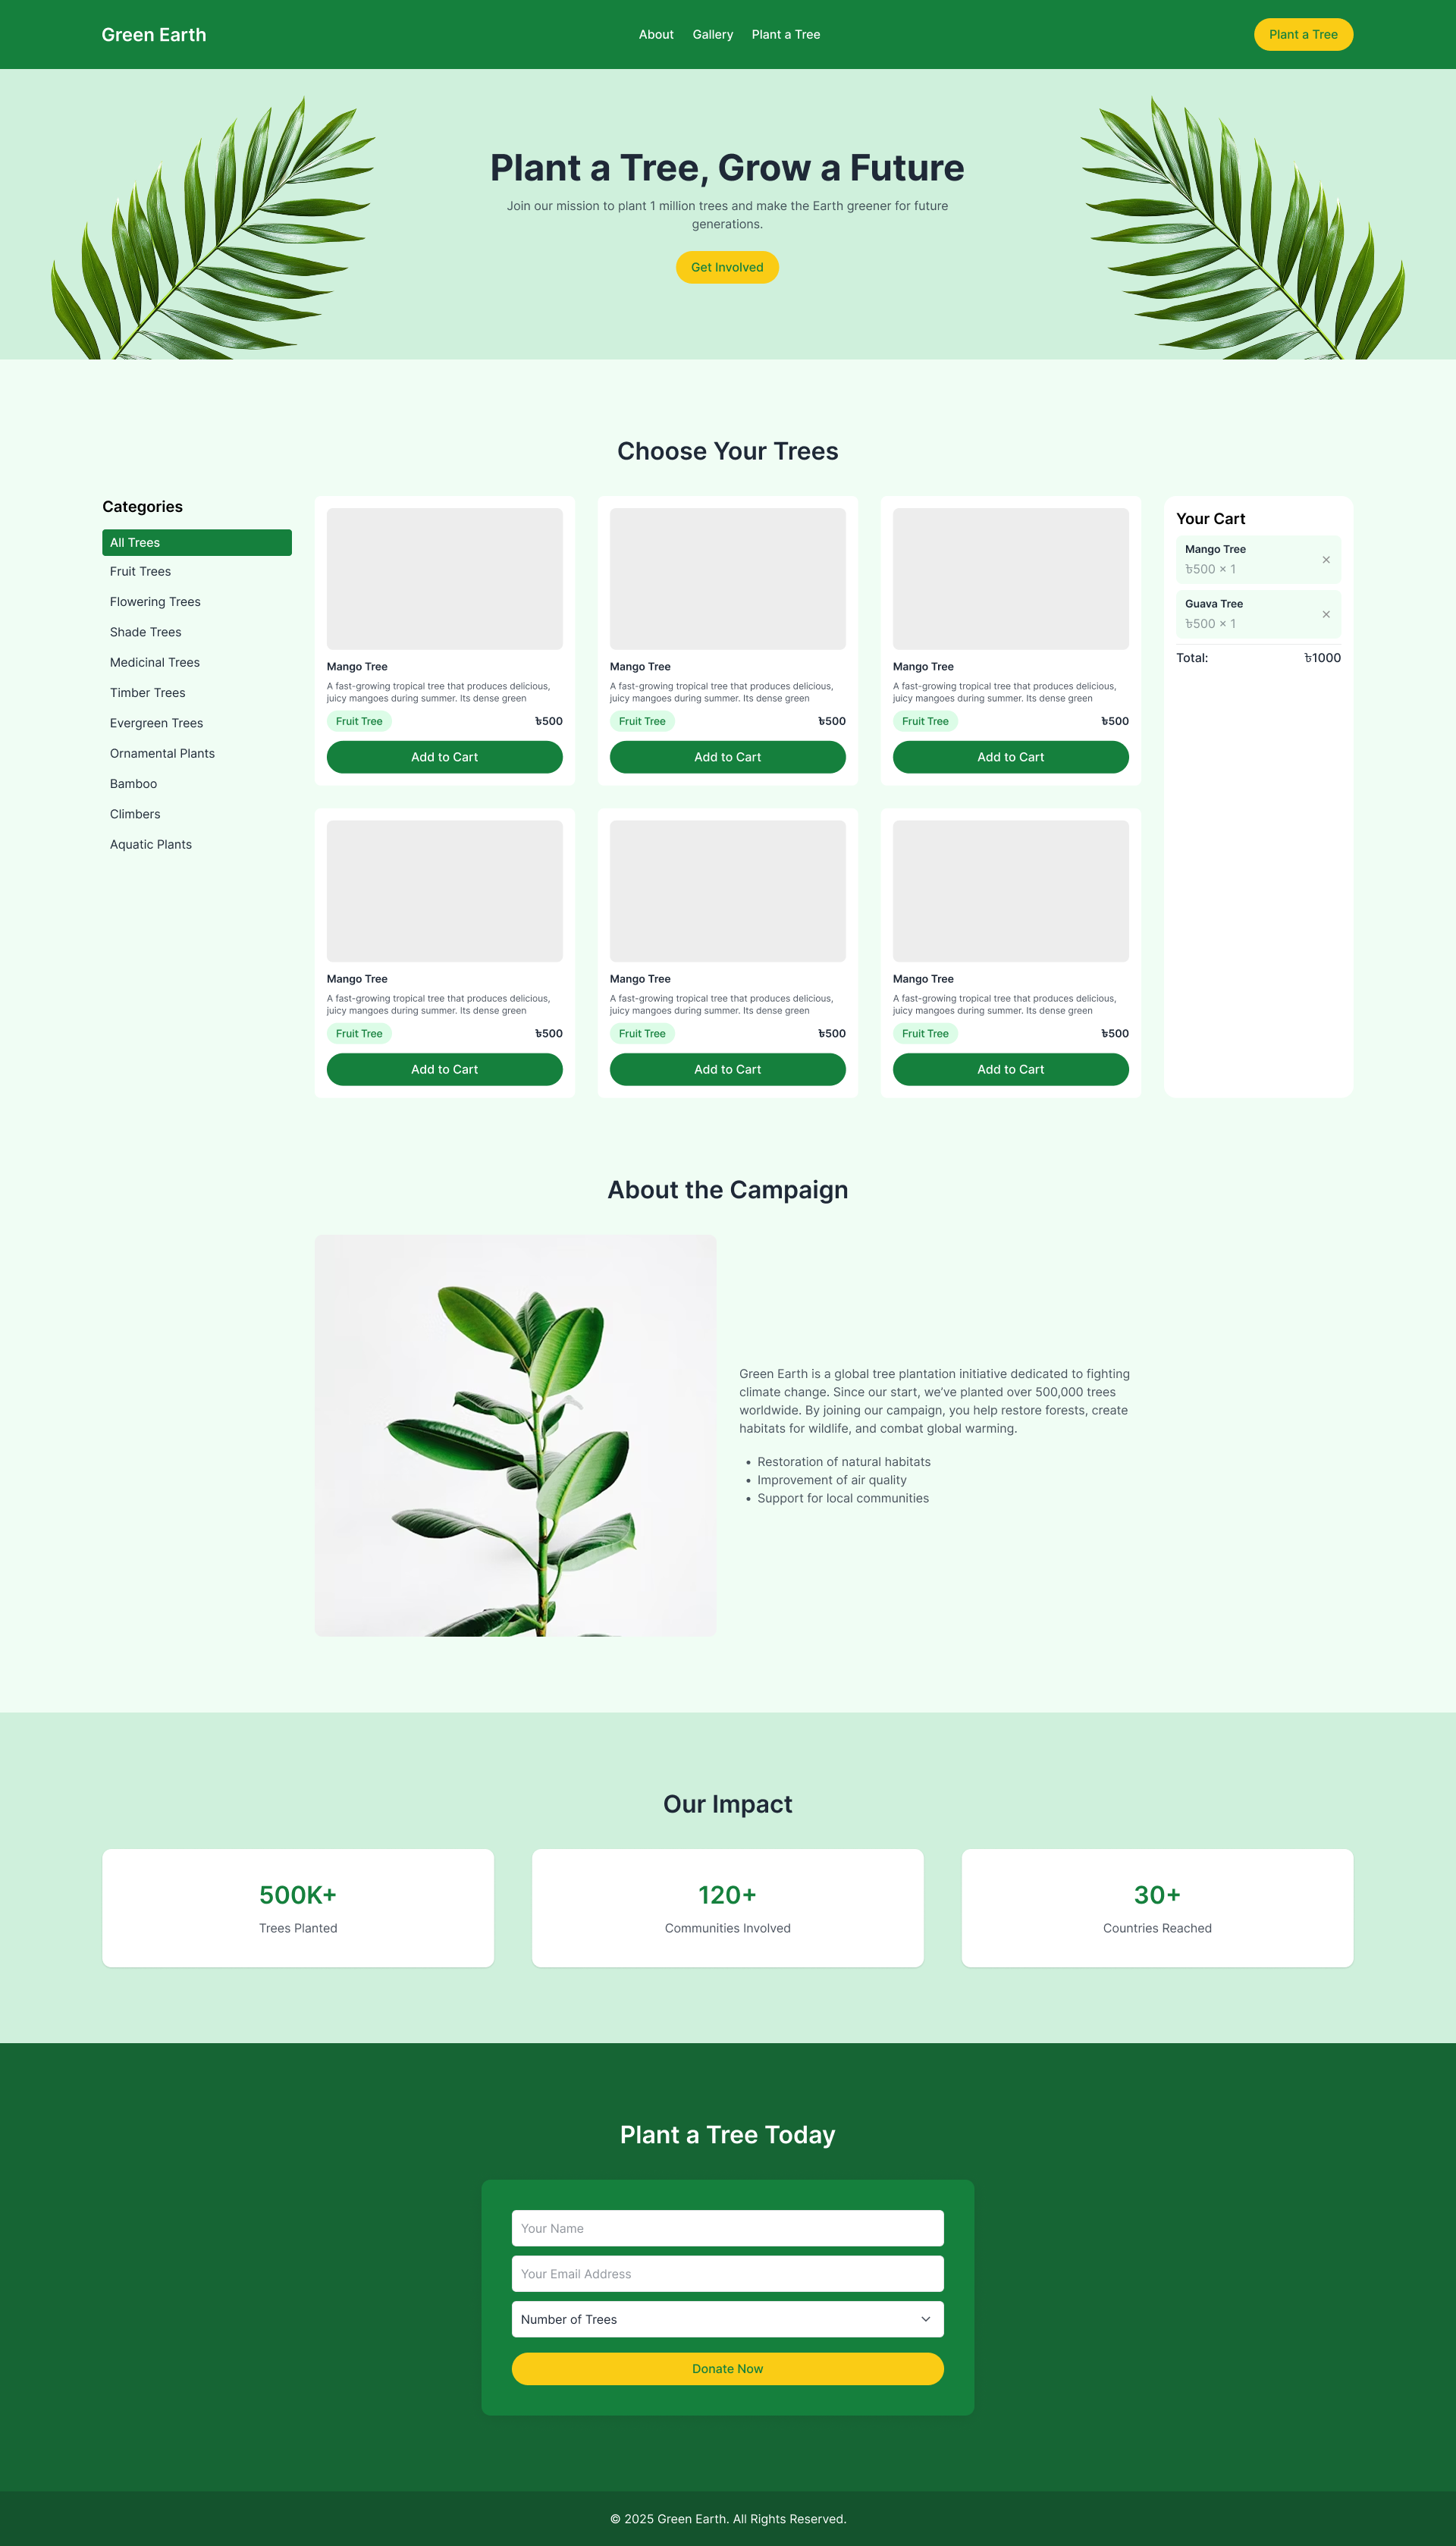 Green Earth
About
Gallery
Plant a Tree
Plant a Tree
Plant a Tree, Grow a Future
Join our mission to plant 1 million trees and make the Earth greener for future
generations.
Get Involved
Choose Your Trees
Categories
All Trees
Fruit Trees
Flowering Trees
Shade Trees
Medicinal Trees
Timber Trees
Evergreen Trees
Ornamental Plants
Bamboo
Climbers
Aquatic Plants
Mango Tree
A fast-growing tropical tree that produces delicious,
juicy mangoes during summer. Its dense green
Fruit Tree
৳500
Add to Cart
Mango Tree
A fast-growing tropical tree that produces delicious,
juicy mangoes during summer. Its dense green
Fruit Tree
৳500
Add to Cart
Mango Tree
A fast-growing tropical tree that produces delicious,
juicy mangoes during summer. Its dense green
Fruit Tree
৳500
Add to Cart
Mango Tree
A fast-growing tropical tree that produces delicious,
juicy mangoes during summer. Its dense green
Fruit Tree
৳500
Add to Cart
Mango Tree
A fast-growing tropical tree that produces delicious,
juicy mangoes during summer. Its dense green
Fruit Tree
৳500
Add to Cart
Mango Tree
A fast-growing tropical tree that produces delicious,
juicy mangoes during summer. Its dense green
Fruit Tree
৳500
Add to Cart
Your Cart
Mango Tree
৳500 × 1
Guava Tree
৳500 × 1
Total: ৳1000
About the Campaign
Green Earth is a global tree plantation initiative dedicated to fighting
climate change. Since our start, we’ve planted over 500,000 trees
worldwide. By joining our campaign, you help restore forests, create
habitats for wildlife, and combat global warming.
• Restoration of natural habitats
• Improvement of air quality
• Support for local communities
Our Impact
500K+
Trees Planted
120+
Communities Involved
30+
Countries Reached
Plant a Tree Today
Your Name
Your Email Address
Number of Trees
Donate Now
© 2025 Green Earth. All Rights Reserved.